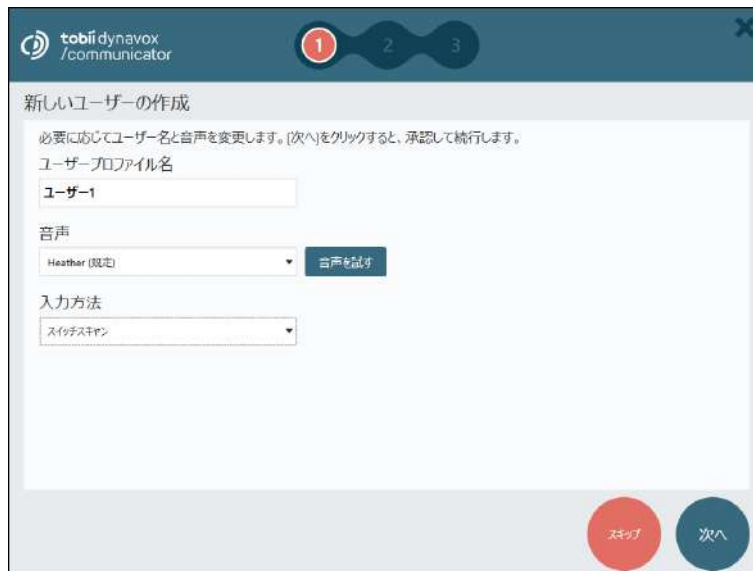 tobii dynavox
/communicator
1
2
3
新しいユーザーの作成
必要に応じてユーザー名と音声を変更します。[次へ]をクリックすると、承認して続行します。
ユーザープロファイル名
ユーザー1
音声
Heather (規定)
音声を試す
入力方法
スイッチスキャン
スキップ
次へ